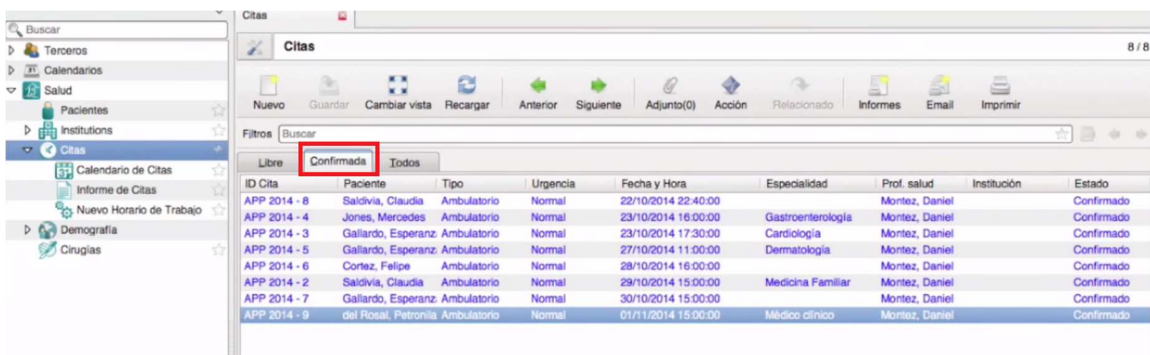 Citas
Buscar
Terceros
Calendarios
Salud
Pacientes
Institutions
Citas
Calendario de Citas
Informe de Citas
Nuevo Horario de Trabajo
Demografía
Cirugías
Citas 8 / 8
Nuevo Guardar Cambiar vista Recargar Anterior Siguiente Adjunto(0) Acción Relacionado Informes Email Imprimir
Filtros Buscar
Libre Confirmada Todos
ID Cita Paciente Tipo Urgencia Fecha y Hora Especialidad Prof. salud Institución Estado
APP 2014 - 8 Saldivia, Claudia Ambulatorio Normal 22/10/2014 22:40:00 Montez, Daniel Confirmado
APP 2014 - 4 Jones, Mercedes Ambulatorio Normal 23/10/2014 16:00:00 Gastroenterología Montez, Daniel Confirmado
APP 2014 - 3 Gallardo, Esperanz Ambulatorio Normal 23/10/2014 17:30:00 Cardiología Montez, Daniel Confirmado
APP 2014 - 5 Gallardo, Esperanz Ambulatorio Normal 27/10/2014 11:00:00 Dermatología Montez, Daniel Confirmado
APP 2014 - 6 Cortez, Felipe Ambulatorio Normal 28/10/2014 16:00:00 Montez, Daniel Confirmado
APP 2014 - 2 Saldivia, Claudia Ambulatorio Normal 29/10/2014 15:00:00 Medicina Familiar Montez, Daniel Confirmado
APP 2014 - 7 Gallardo, Esperanz Ambulatorio Normal 30/10/2014 15:00:00 Montez, Daniel Confirmado
APP 2014 - 9 del Rosal, Petronila Ambulatorio Normal 01/11/2014 15:00:00 Médico clínico Montez, Daniel Confirmado